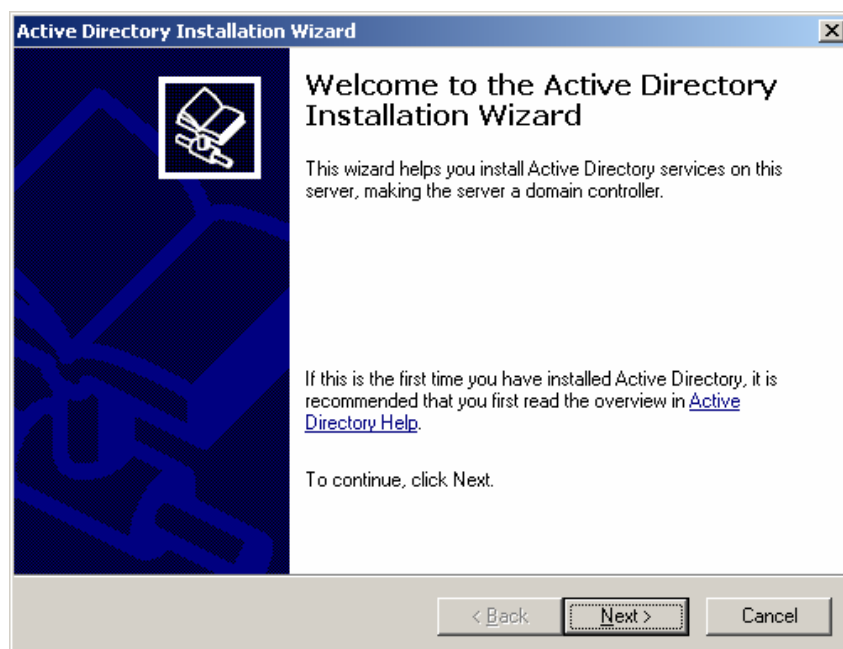 Active Directory Installation Wizard
Welcome to the Active Directory
Installation Wizard
This wizard helps you install Active Directory services on this
server, making the server a domain controller.
If this is the first time you have installed Active Directory, it is
recommended that you first read the overview in Active
Directory Help.
To continue, click Next.
< Back
Next >
Cancel